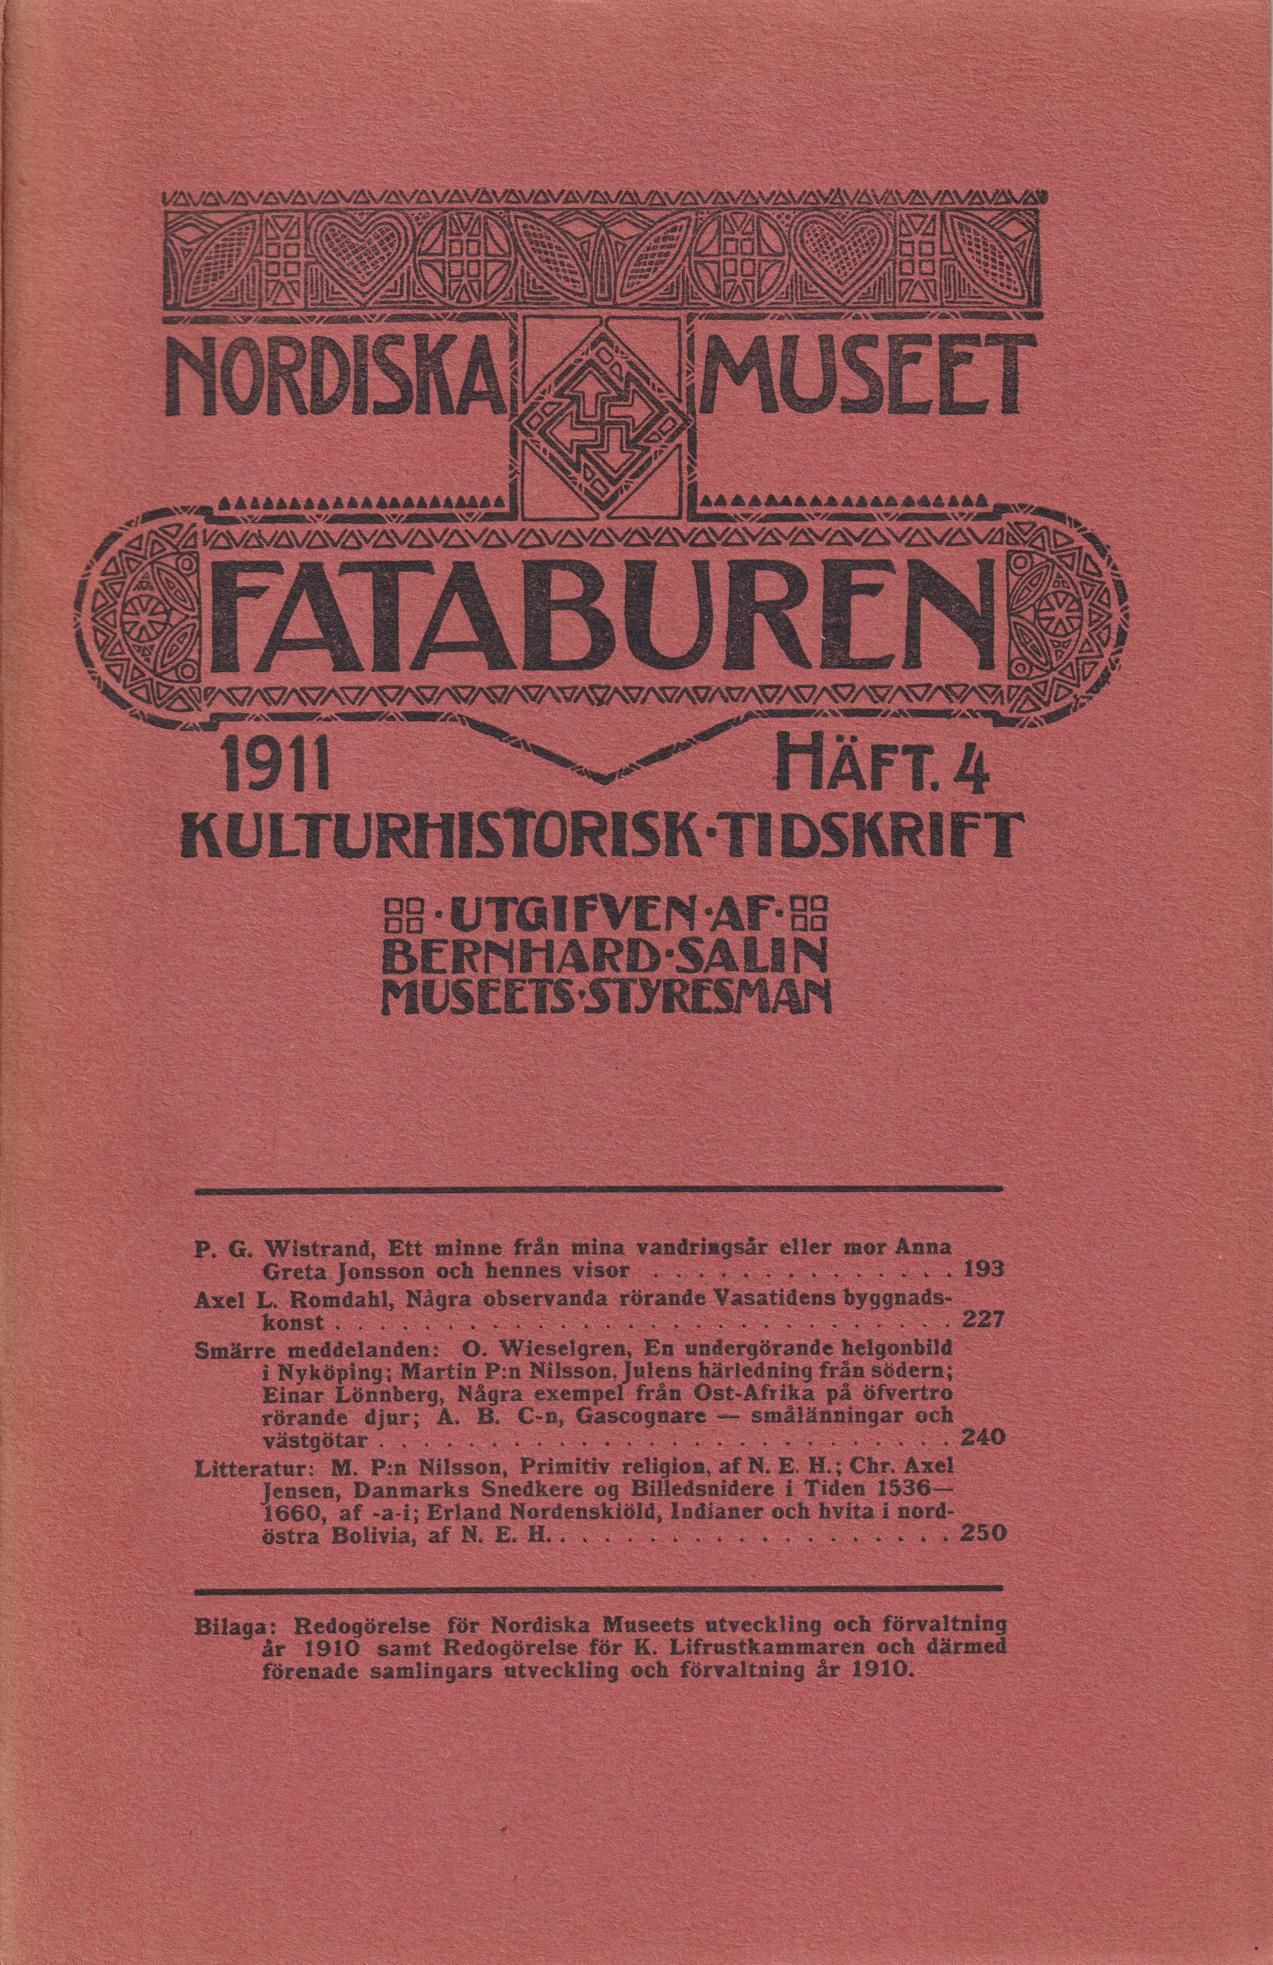 NORDISKA MUSEET
FATABUREN
1911 HÄFT. 4
KULTURHISTORISK·TIDSKRIFT
·UTGIFVEN·AF·
BERNHARD·SALIN
MUSEETS·STYRESMAN
P. G. Wistrand, Ett minne från mina vandringsår eller mor Anna
Greta Jonsson och hennes visor . . . . . . . . . . . . . . 193
Axel L. Romdahl, Några observanda rörande Vasatidens byggnads-
konst . . . . . . . . . . . . . . . . . . . . . . . . . . . . 227
Smärre meddelanden: O. Wieselgren, En undergörande helgonbild
i Nyköping; Martin P:n Nilsson, Julens härledning från södern;
Einar Lönnberg, Några exempel från Ost-Afrika på öfvertro
rörande djur; A. B. C-n, Gascognare — smålänningar och
västgötar . . . . . . . . . . . . . . . . . . . . . . . . . . 240
Litteratur: M. P:n Nilsson, Primitiv religion, af N. E. H.; Chr. Axel
Jensen, Danmarks Snedkere og Billedsnidere i Tiden 1536—
1660, af -a-i; Erland Nordenskiöld, Indianer och hvita i nord-
östra Bolivia, af N. E. H. . . . . . . . . . . . . . . . . . . 250
Bilaga: Redogörelse för Nordiska Museets utveckling och förvaltning
år 1910 samt Redogörelse för K. Lifrustkammaren och därmed
förenade samlingars utveckling och förvaltning år 1910.